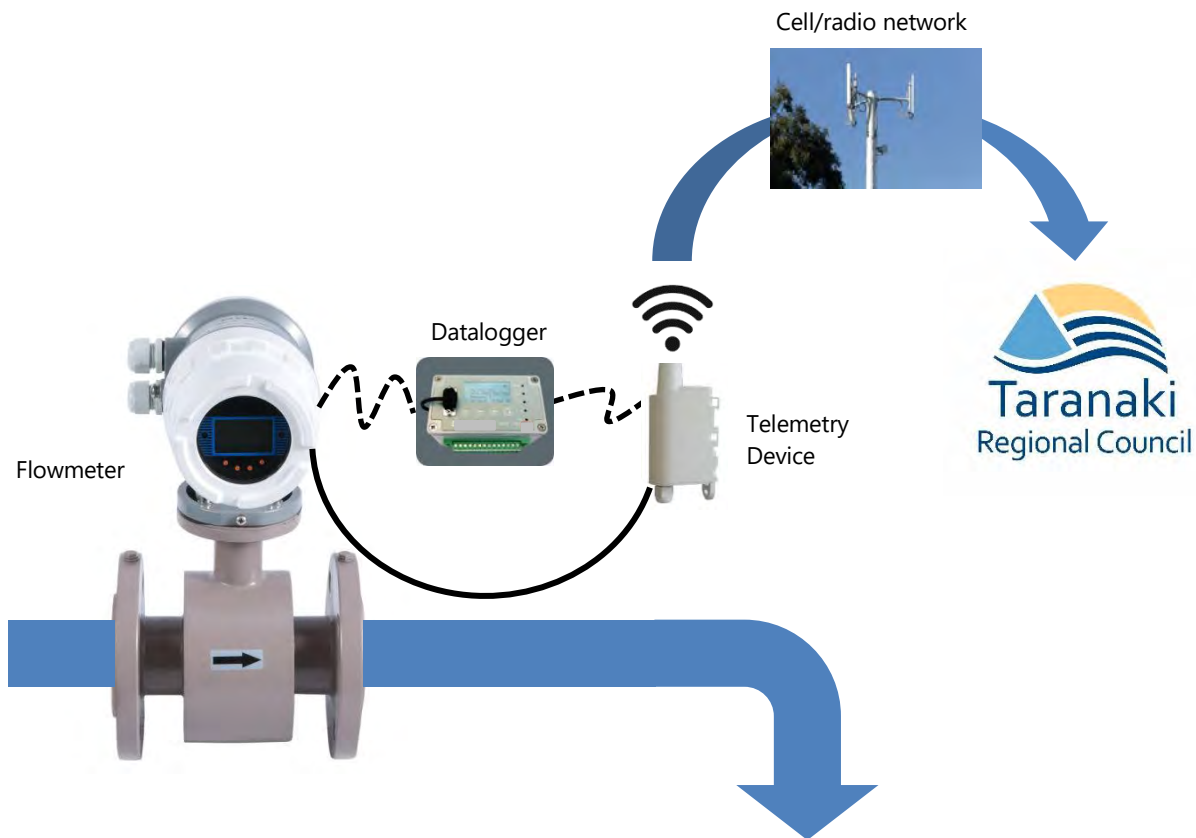 Cell/radio network
Datalogger
Flowmeter
Telemetry
Device
Taranaki
Regional Council